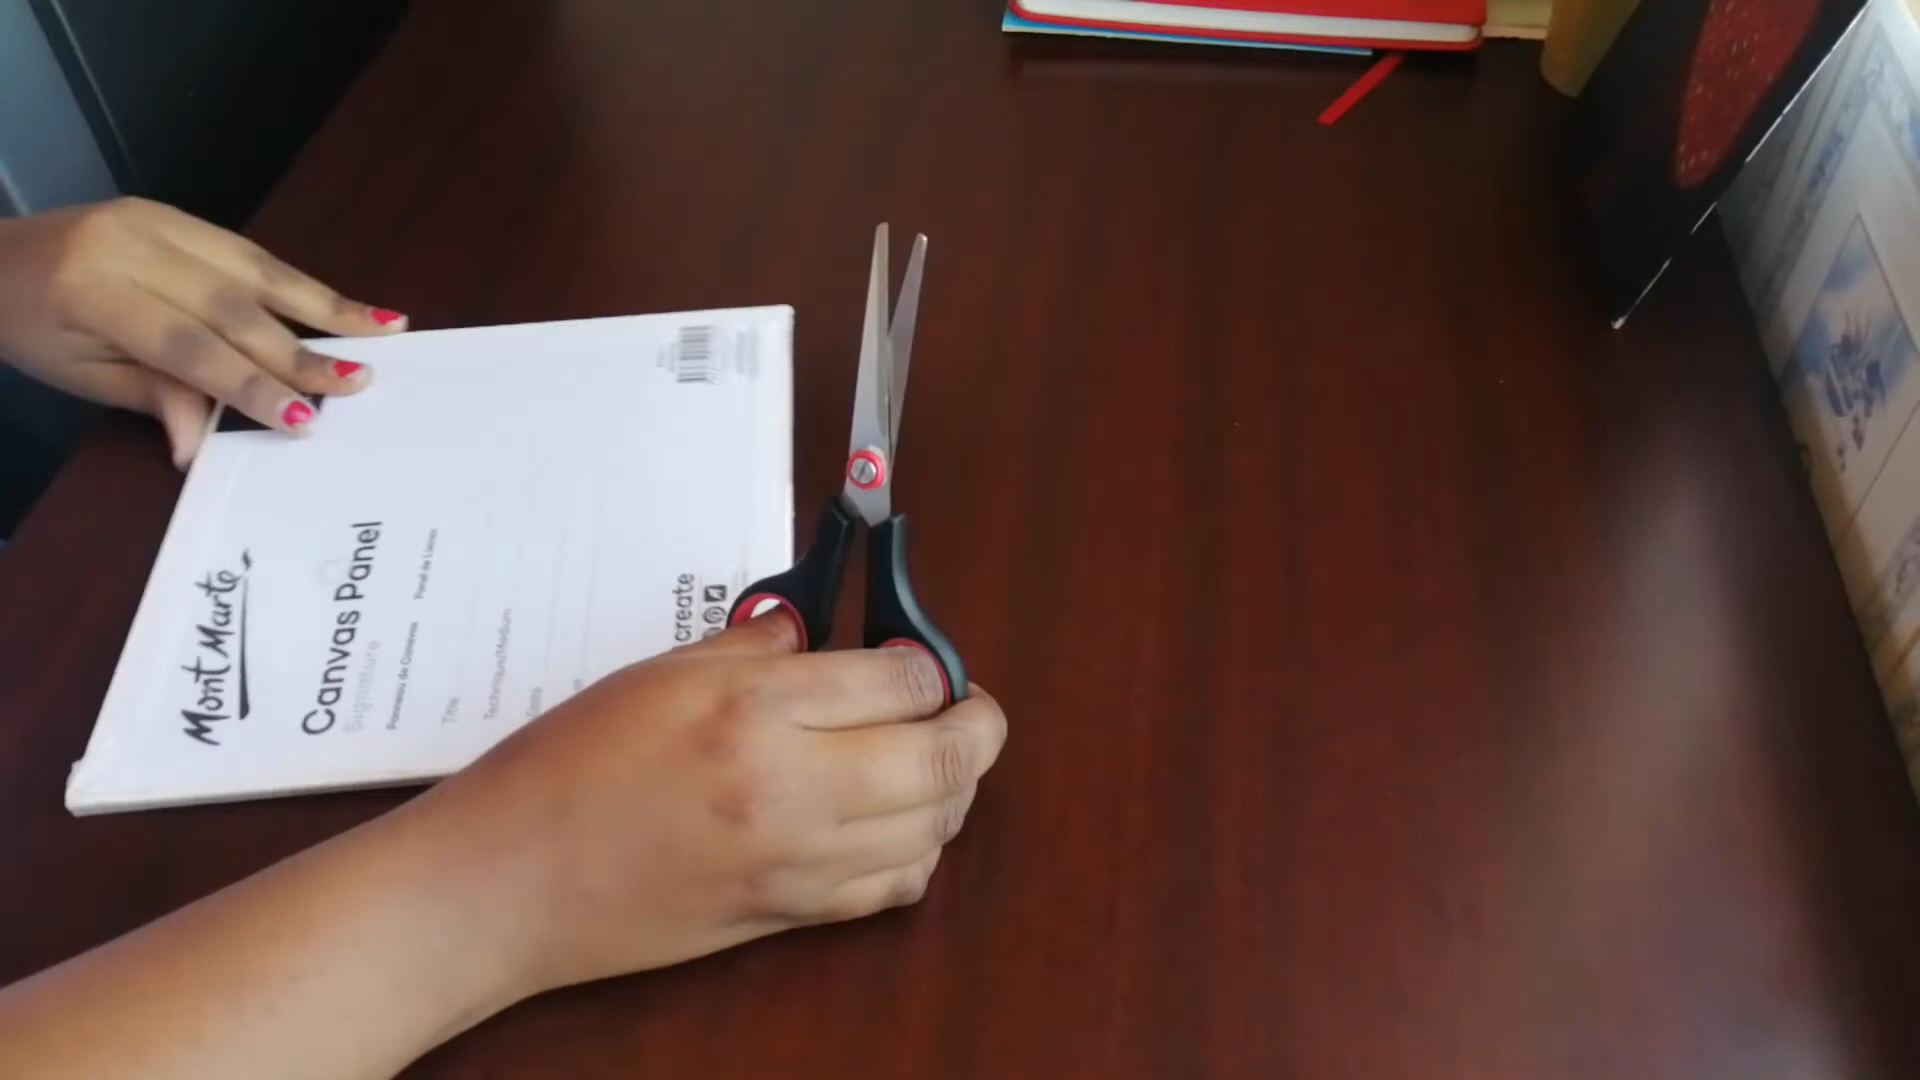 Mont Marte
Canvas Panel
Signature
Panneau de Canevas Panel de Lienzo
Title
Technique/Medium
Date
create